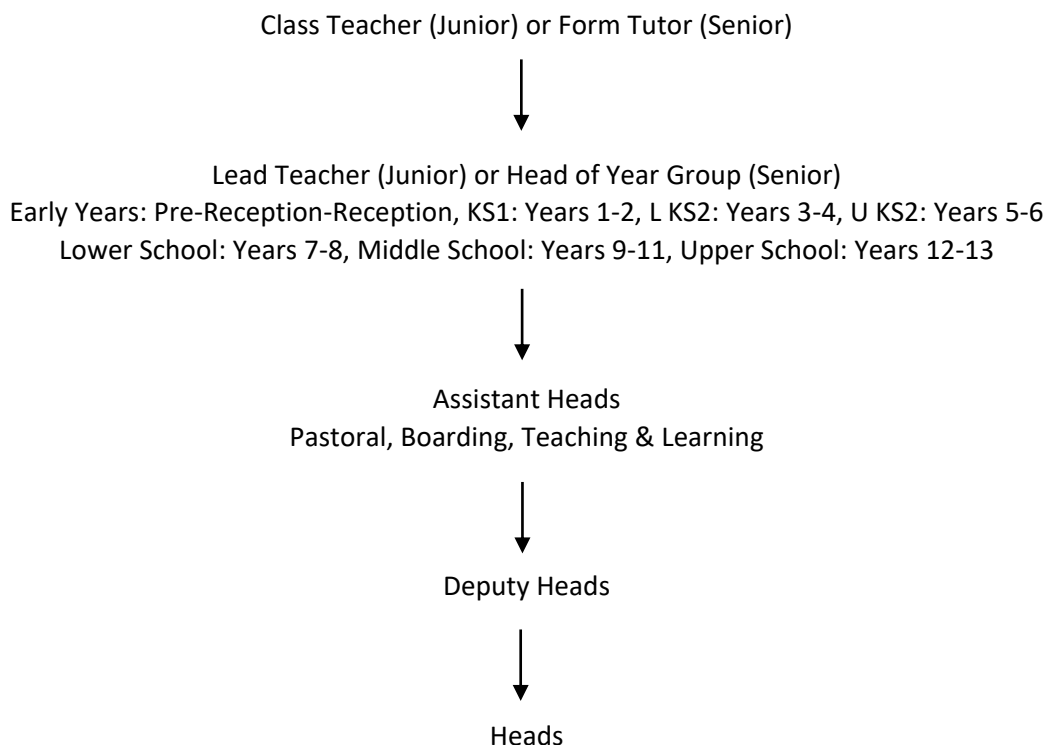 Class Teacher (Junior) or Form Tutor (Senior)
Lead Teacher (Junior) or Head of Year Group (Senior)
Early Years: Pre-Reception-Reception, KS1: Years 1-2, L KS2: Years 3-4, U KS2: Years 5-6
Lower School: Years 7-8, Middle School: Years 9-11, Upper School: Years 12-13
Assistant Heads
Pastoral, Boarding, Teaching & Learning
Deputy Heads
Heads